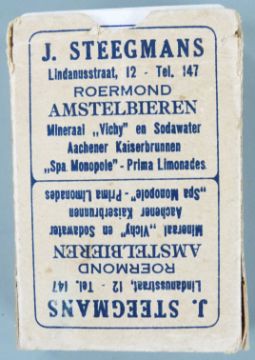 J. STEEGMANS
Lindanusstraat, 12 - Tel. 147
ROERMOND
AMSTELBIEREN
Mineraal „Vichy" en Sodawater
Aachener Kaiserbrunnen
„Spa Monopole" - Prima Limonades
J. STEEGMANS
Lindanusstraat, 12 - Tel. 147
ROERMOND
AMSTELBIEREN
Mineraal „Vichy" en Sodawater
Aachener Kaiserbrunnen
„Spa Monopole" - Prima Limonades